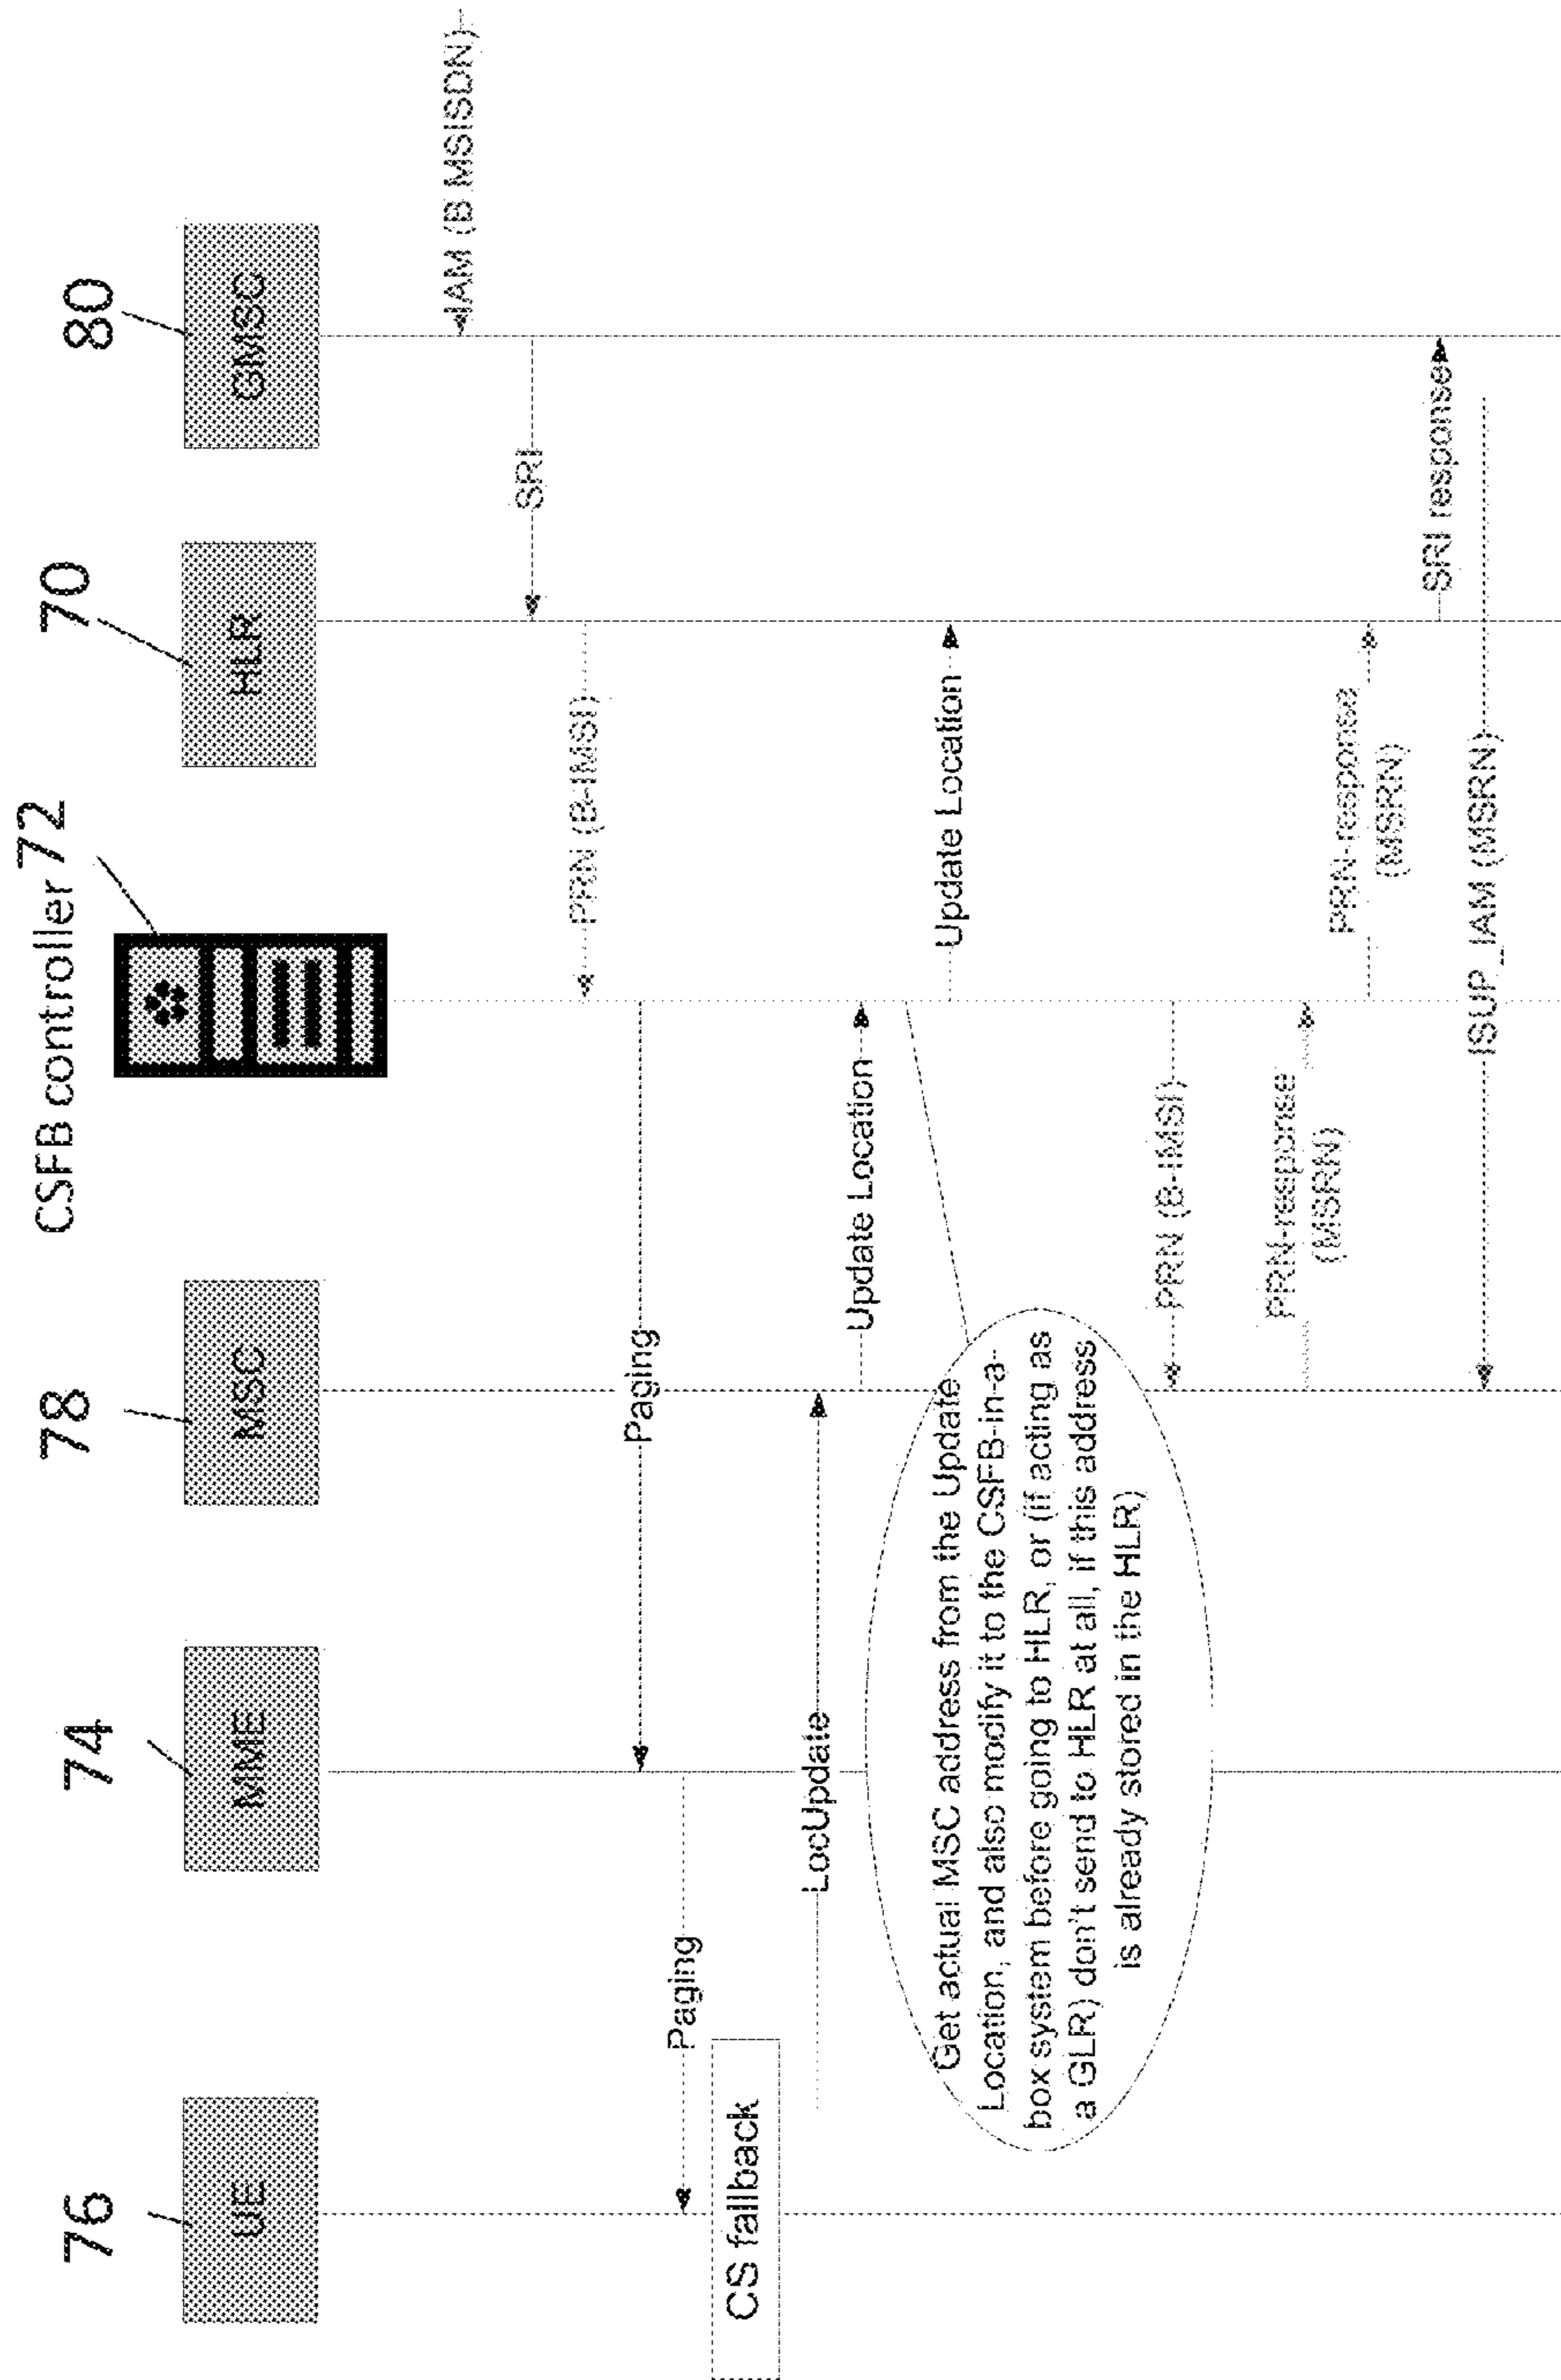 76
74
78
CSFB controller 72
70
80
UE
MME
MSC
HLR
GMSC
IAM (B MSISDN)
SRI
PRN (B-IMSI)
Paging
Paging
CS fallback
LocUpdate
Update Location
Get actual MSC address from the Update
Location, and also modify it to the CSFB-in-a-
box system before going to HLR, or (if acting as
a GLR) don't send to HLR at all, if this address
is already stored in the HLR)
Update Location
PRN (B-IMSI)
PRN-response
(MSRN)
PRN-response
(MSRN)
SRI response
ISUP_IAM (MSRN)